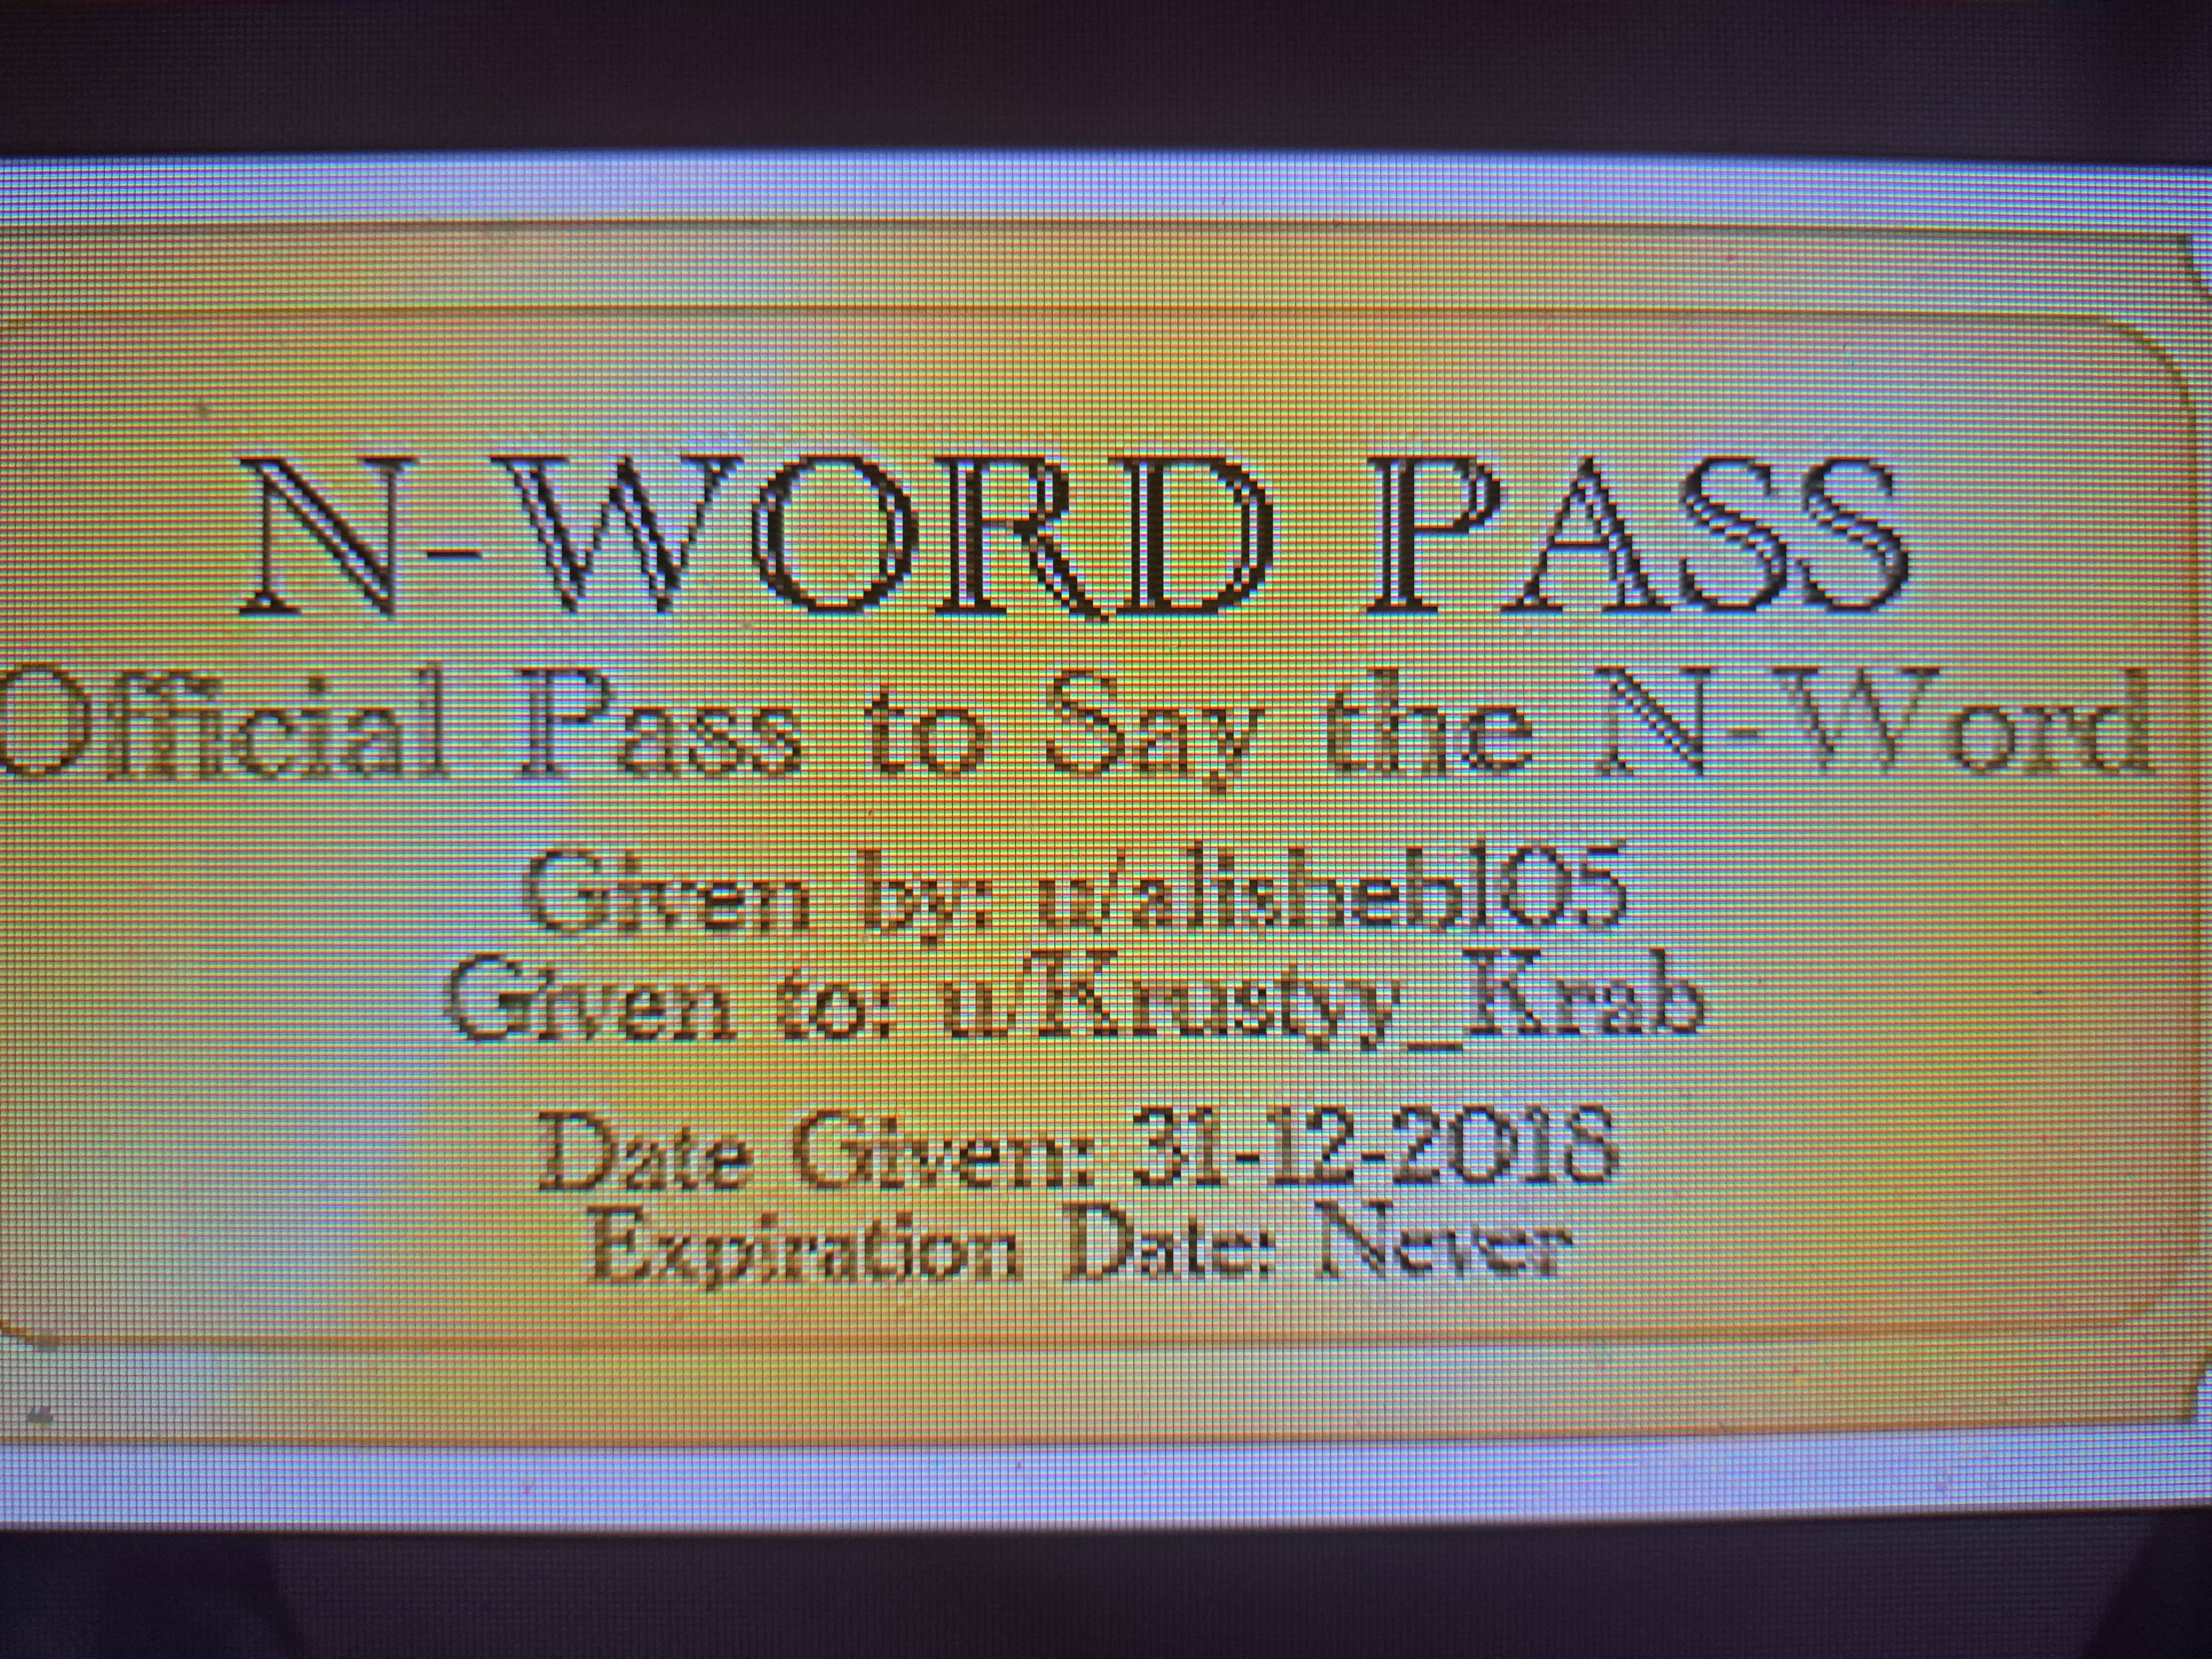 N-WORD PASS
Official Pass to Say the N-Word
Given by: u/alisheb105
Given to: u/Krustyy_Krab
Date Given: 31-12-2018
Expiration Date: Never